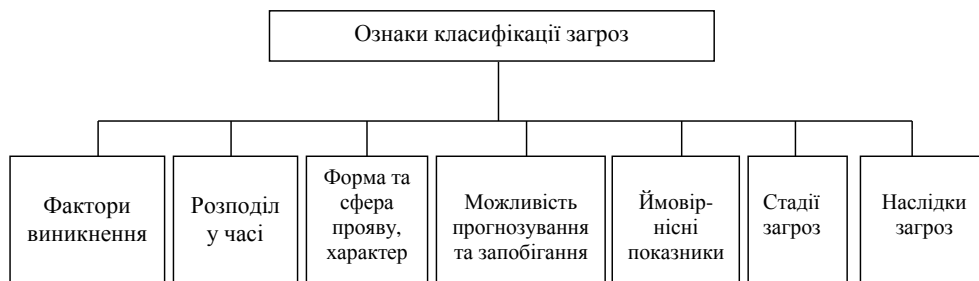 Ознаки класифікації загроз
Фактори
виникнення
Розподіл
у часі
Форма та
сфера
прояву,
характер
Можливість
прогнозування
та запобігання
Ймовір-
нісні
показники
Стадії
загроз
Наслідки
загроз